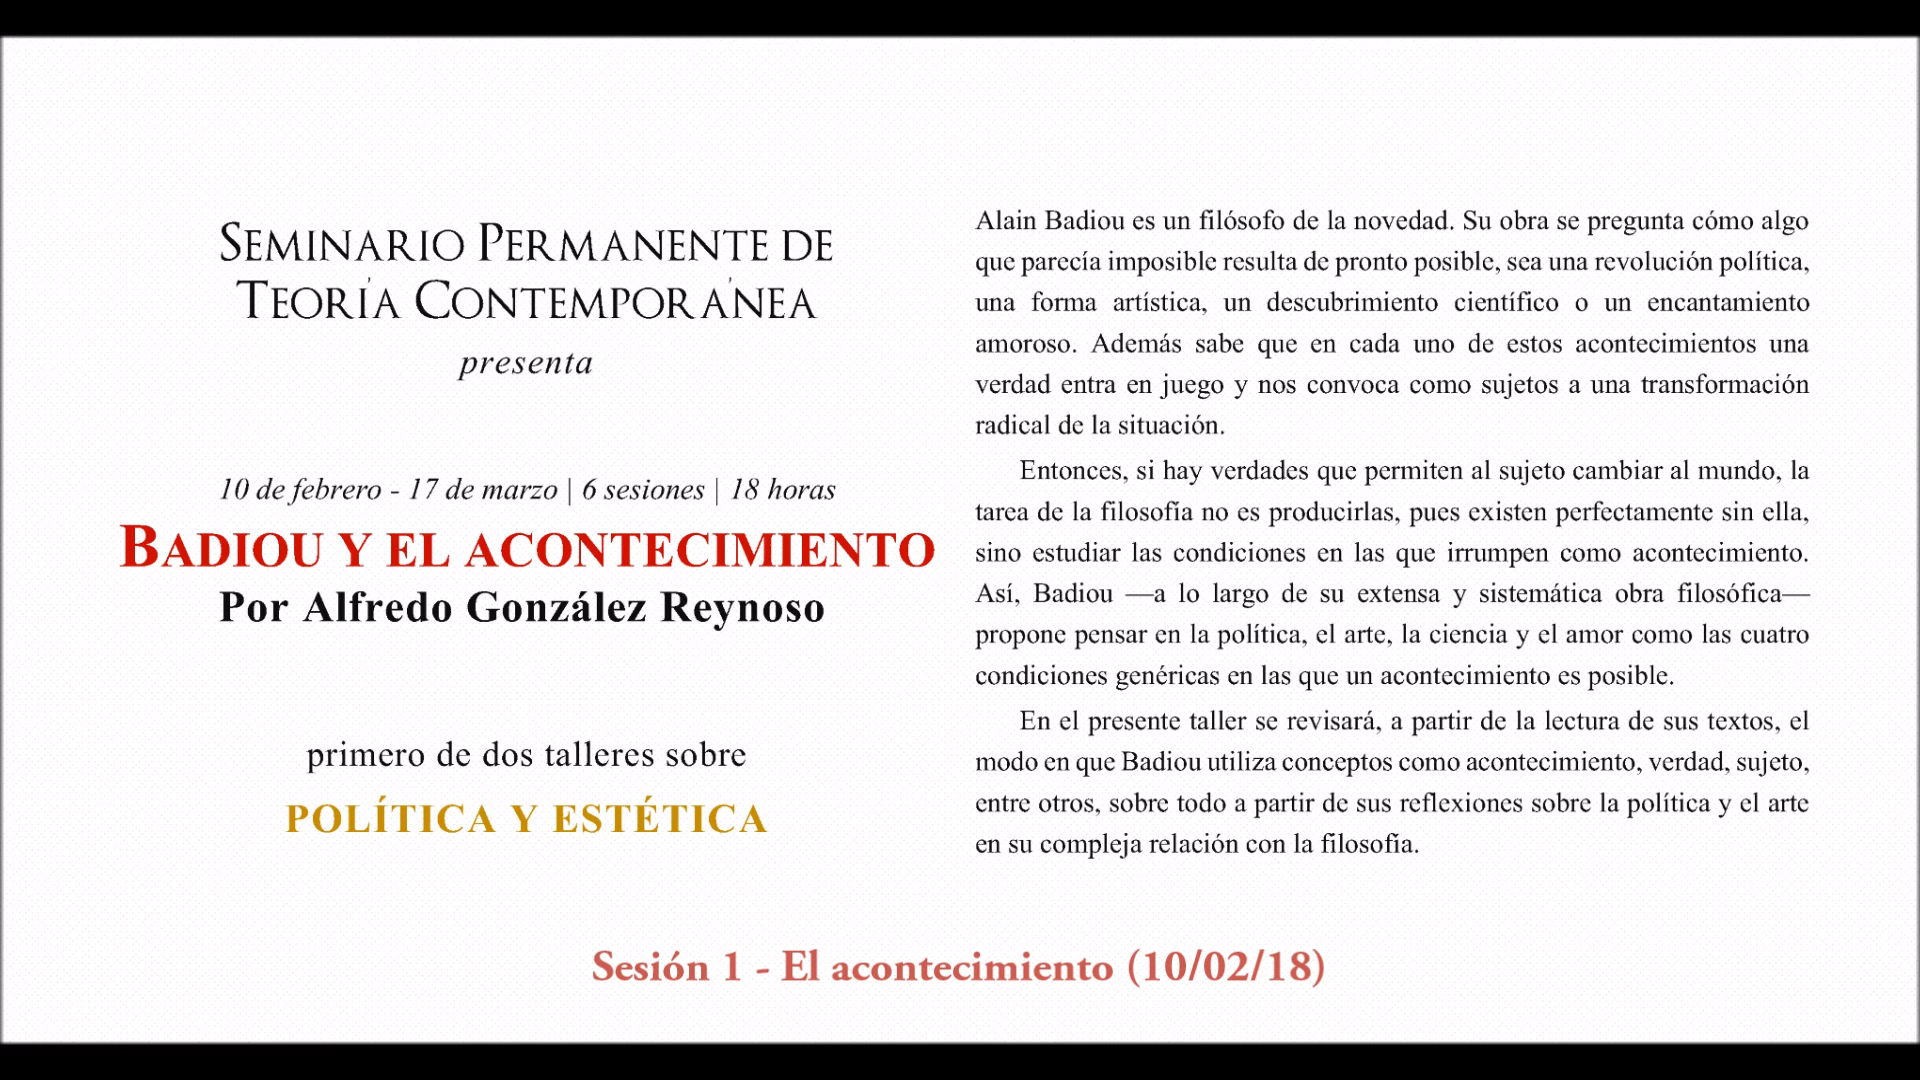 SEMINARIO PERMANENTE DE
TEORÍA CONTEMPORÁNEA
presenta
10 de febrero - 17 de marzo | 6 sesiones | 18 horas
BADIOU Y EL ACONTECIMIENTO
Por Alfredo González Reynoso
primero de dos talleres sobre
POLÍTICA Y ESTÉTICA
Alain Badiou es un filósofo de la novedad. Su obra se pregunta cómo algo
que parecía imposible resulta de pronto posible, sea una revolución política,
una forma artística, un descubrimiento científico o un encantamiento
amoroso. Además sabe que en cada uno de estos acontecimientos una
verdad entra en juego y nos convoca como sujetos a una transformación
radical de la situación.
Entonces, si hay verdades que permiten al sujeto cambiar al mundo, la
tarea de la filosofía no es producirlas, pues existen perfectamente sin ella,
sino estudiar las condiciones en las que irrumpen como acontecimiento.
Así, Badiou —a lo largo de su extensa y sistemática obra filosófica—
propone pensar en la política, el arte, la ciencia y el amor como las cuatro
condiciones genéricas en las que un acontecimiento es posible.
En el presente taller se revisará, a partir de la lectura de sus textos, el
modo en que Badiou utiliza conceptos como acontecimiento, verdad, sujeto,
entre otros, sobre todo a partir de sus reflexiones sobre la política y el arte
en su compleja relación con la filosofía.
Sesión 1 - El acontecimiento (10/02/18)